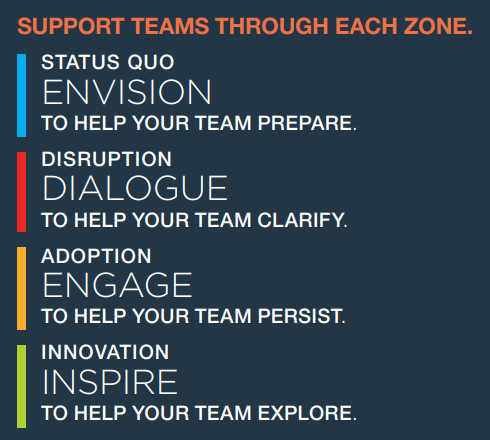 SUPPORT TEAMS THROUGH EACH ZONE.
STATUS QUO
ENVISION
TO HELP YOUR TEAM PREPARE.
DISRUPTION
DIALOGUE
TO HELP YOUR TEAM CLARIFY.
ADOPTION
ENGAGE
TO HELP YOUR TEAM PERSIST.
INNOVATION
INSPIRE
TO HELP YOUR TEAM EXPLORE.